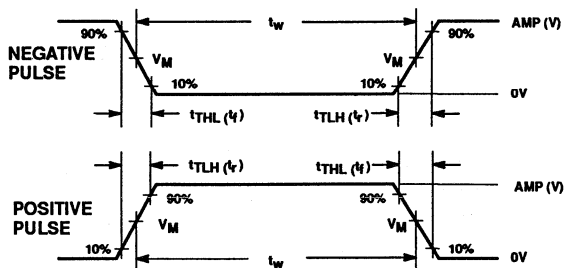 tw
AMP (V)
90%
90%
NEGATIVE
PULSE
VM
VM
10%
10%
0V
tTHL (tf)
tTLH (tr)
tTLH (tr)
tTHL (tf)
AMP (V)
90%
90%
POSITIVE
PULSE
VM
VM
10%
10%
tw
0V